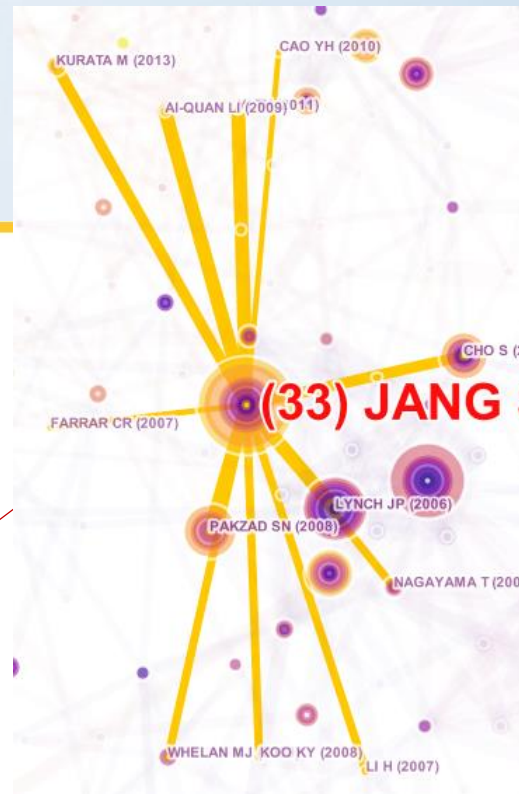 KURATA M (2013)
CAO YH (2010)
AI-QUAN LI (2009)
011)
CHO S (2
(33) JANG
FARRAR CR (2007)
LYNCH JP (2006)
PAKZAD SN (2008)
NAGAYAMA T (200
WHELAN MJ
KOO KY (2008)
LI H (2007)